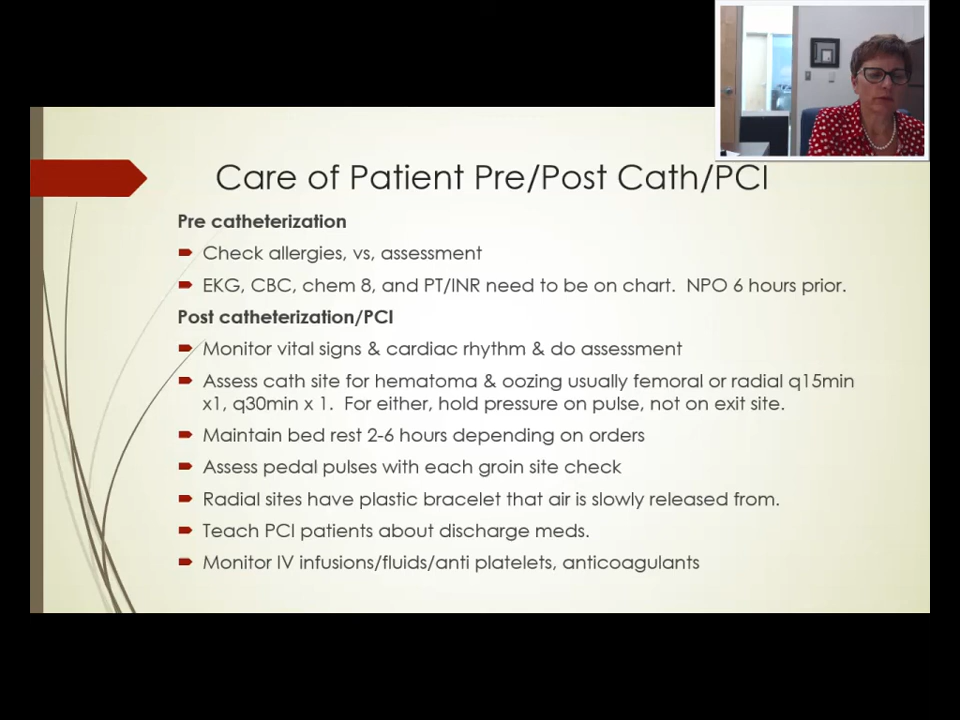 Care of Patient Pre/Post Cath/PCI
Pre catheterization
Check allergies, vs, assessment
EKG, CBC, chem 8, and PT/INR need to be on chart.  NPO 6 hours prior.
Post catheterization/PCI
Monitor vital signs & cardiac rhythm & do assessment
Assess cath site for hematoma & oozing usually femoral or radial q15min
x1, q30min x 1.  For either, hold pressure on pulse, not on exit site.
Maintain bed rest 2-6 hours depending on orders
Assess pedal pulses with each groin site check
Radial sites have plastic bracelet that air is slowly released from.
Teach PCI patients about discharge meds.
Monitor IV infusions/fluids/anti platelets, anticoagulants